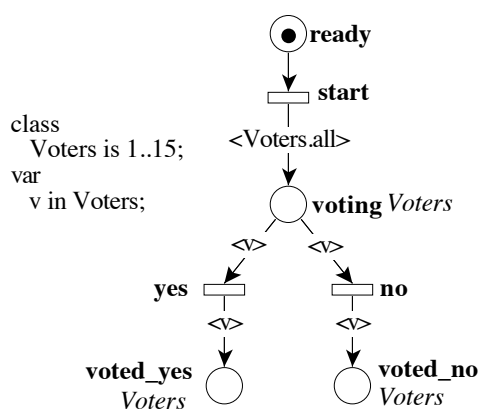 ready
start
class
Voters is 1..15;
var
v in Voters;
<Voters.all>
voting Voters
<v> <v>
yes no
<v> <v>
voted_yes voted_no
Voters Voters